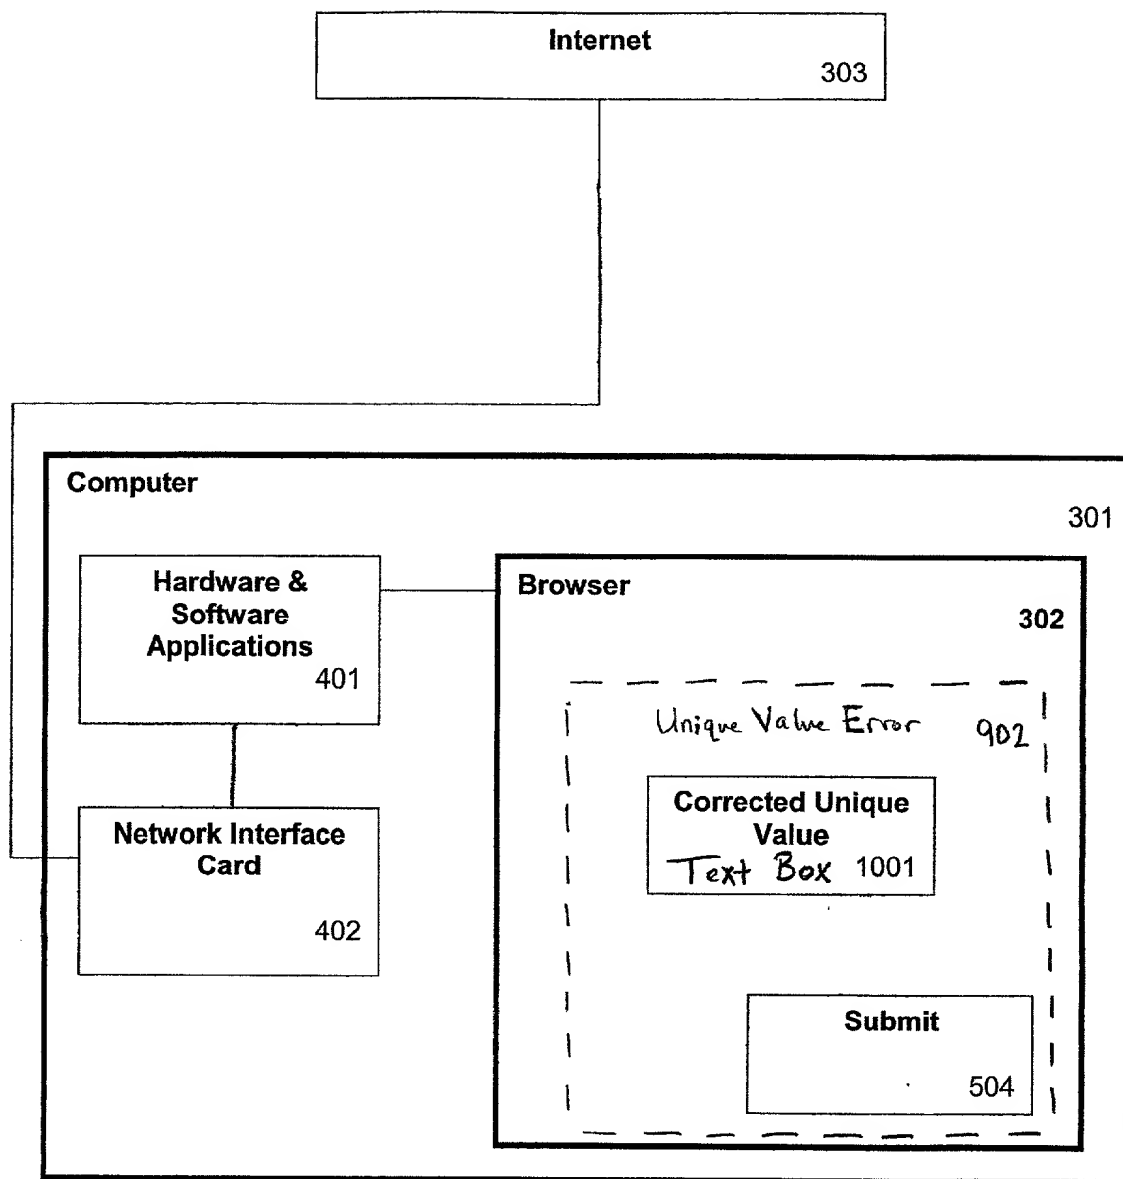 Internet
303
Computer
301
Hardware &
Software
Applications
401
Browser
302
Unique Value Error 902
Corrected Unique
Value
Text Box 1001
Network Interface
Card
402
Submit
504